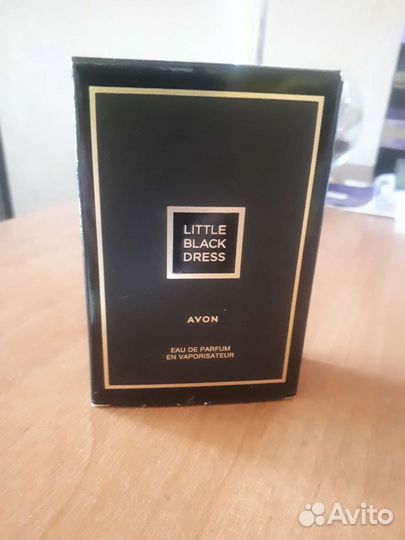 LITTLE
BLACK
DRESS
AVON
EAU DE PARFUM
EN VAPORISATEUR
Avito